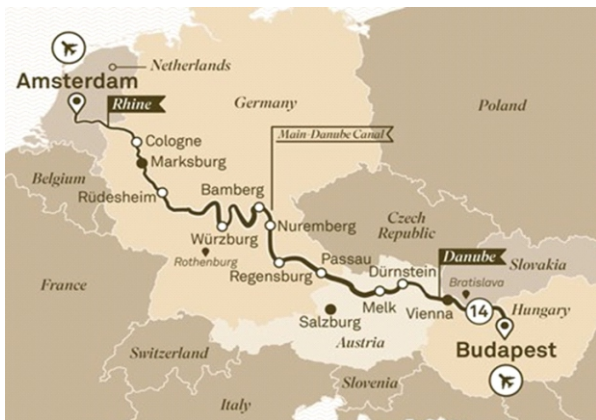 Netherlands
Amsterdam
Rhine
Germany
Poland
Main-Danube Canal
Cologne
Marksburg
Belgium
Rüdesheim
Bamberg
Czech
Republic
Nuremberg
Würzburg
Rothenburg
Regensburg
Passau
Danube
Slovakia
Dürnstein
Bratislava
France
Melk
Vienna
14
Hungary
Salzburg
Austria
Budapest
Switzerland
Slovenia
Italy